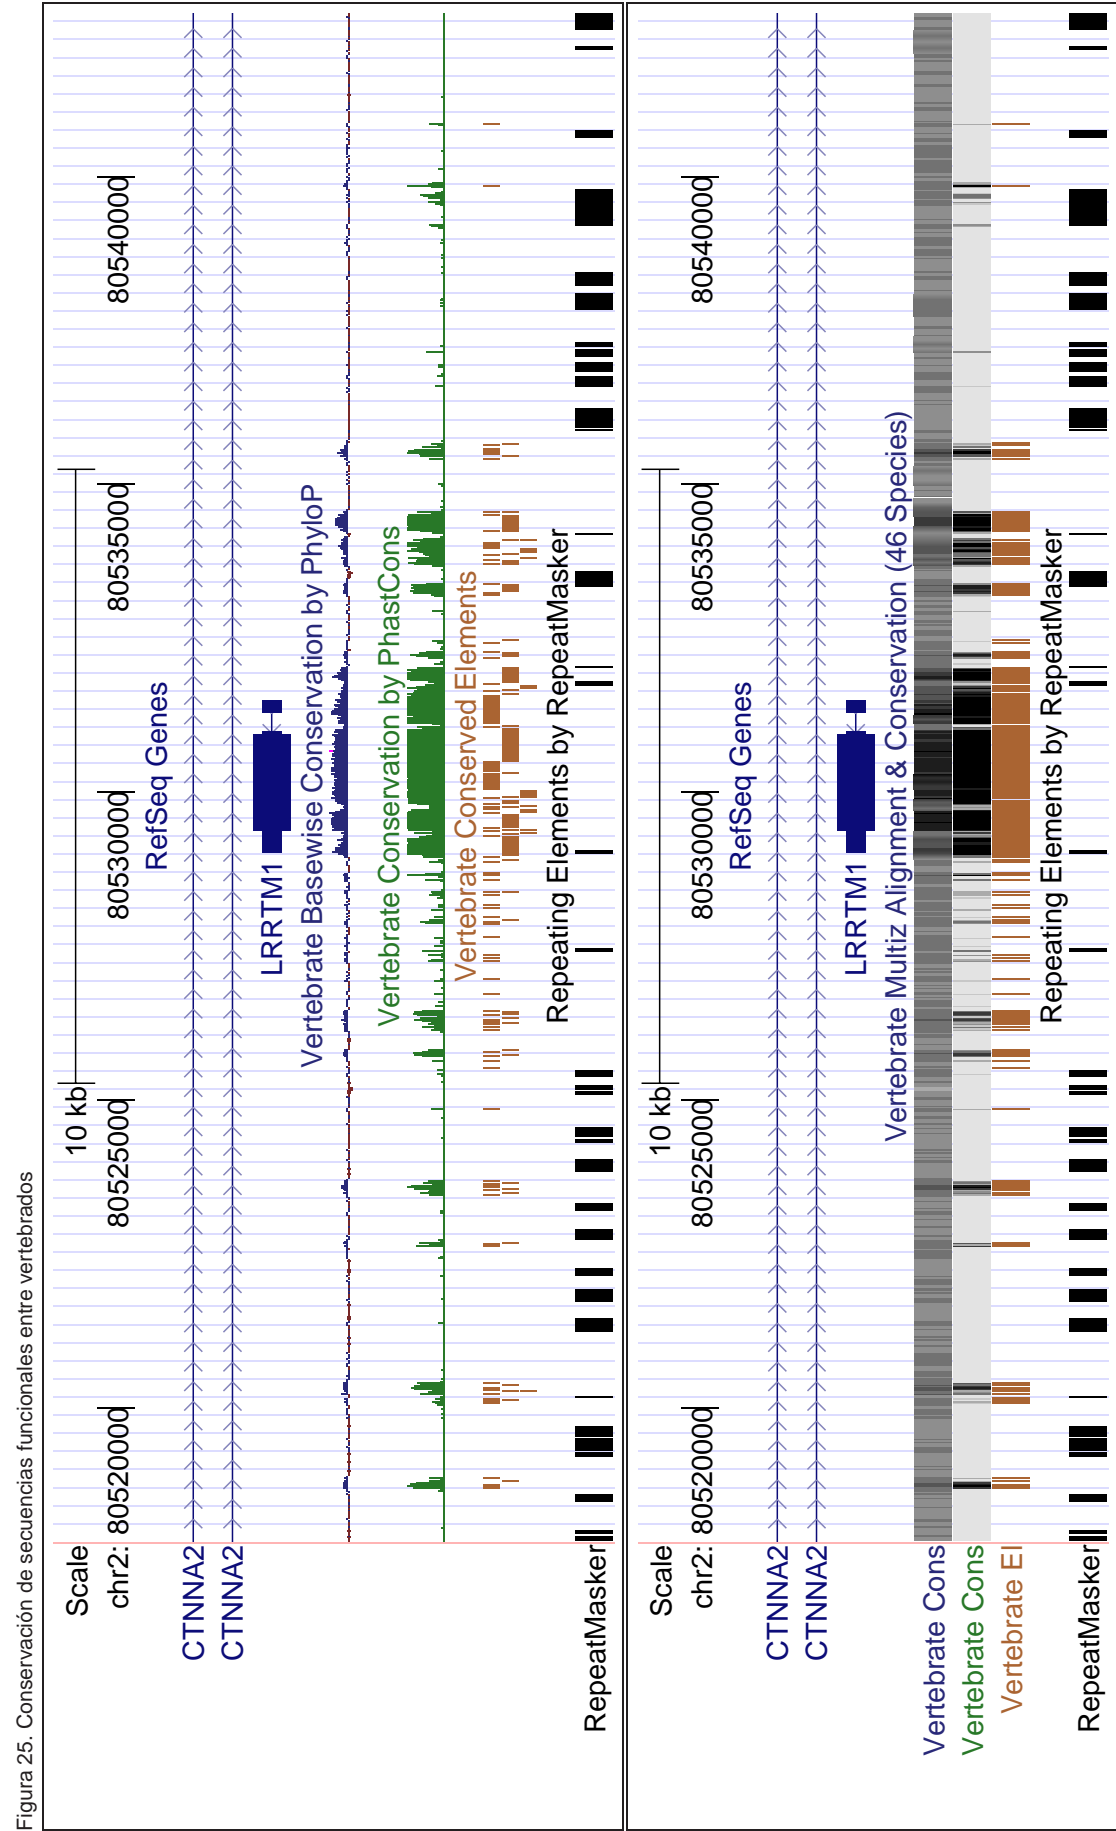 Figura 25. Conservación de secuencias funcionales entre vertebrados
Scale 10 kb
chr2: 80520000 80525000 80530000 80535000 80540000
RefSeq Genes
CTNNA2
CTNNA2
LRRTM1
Vertebrate Basewise Conservation by PhyloP
Vertebrate Conservation by PhastCons
Vertebrate Conserved Elements
Repeating Elements by RepeatMasker
RepeatMasker
Scale 10 kb
chr2: 80520000 80525000 80530000 80535000 80540000
RefSeq Genes
CTNNA2
CTNNA2
LRRTM1
Vertebrate Multiz Alignment & Conservation (46 Species)
Vertebrate Cons
Vertebrate Cons
Vertebrate El
Repeating Elements by RepeatMasker
RepeatMasker